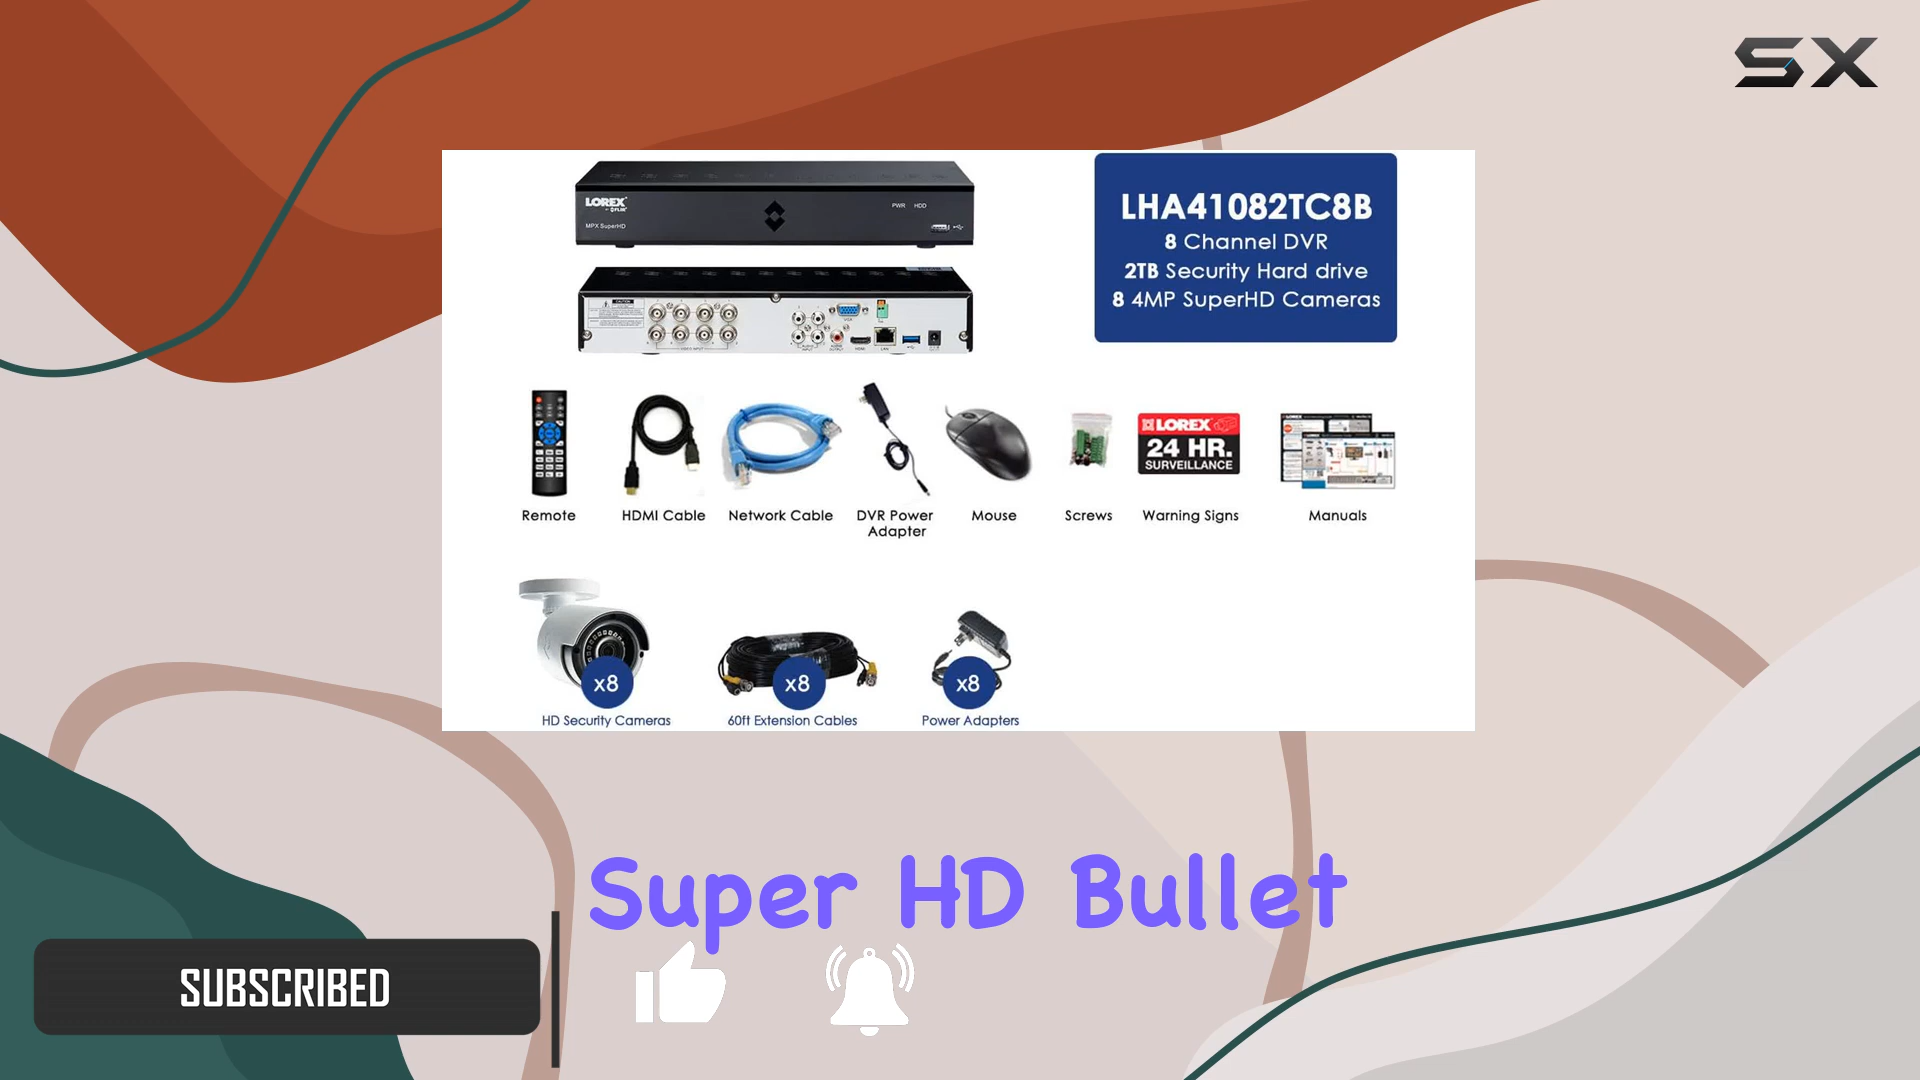 SX
LOREX
BY FLIR
PWR HDD
MPX SuperHD
LHA41082TC8B
8 Channel DVR
2TB Security Hard drive
8 4MP SuperHD Cameras
LOREX
24 HR.
SURVEILLANCE
Remote
HDMI Cable
Network Cable
DVR Power
Adapter
Mouse
Screws
Warning Signs
Manuals
x8
x8
x8
HD Security Cameras
60ft Extension Cables
Power Adapters
Super HD Bullet
SUBSCRIBED